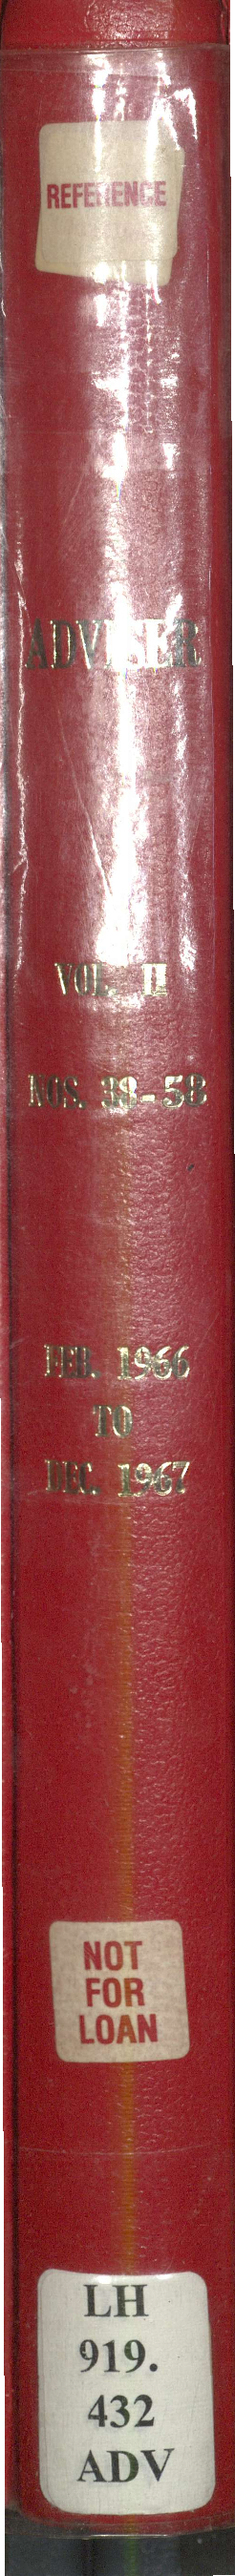 REFERENCE
ADVISER
VOL. II
NOS. 38-58
FEB. 1966
TO
DEC. 1967
NOT
FOR
LOAN
LH
919.
432
ADV